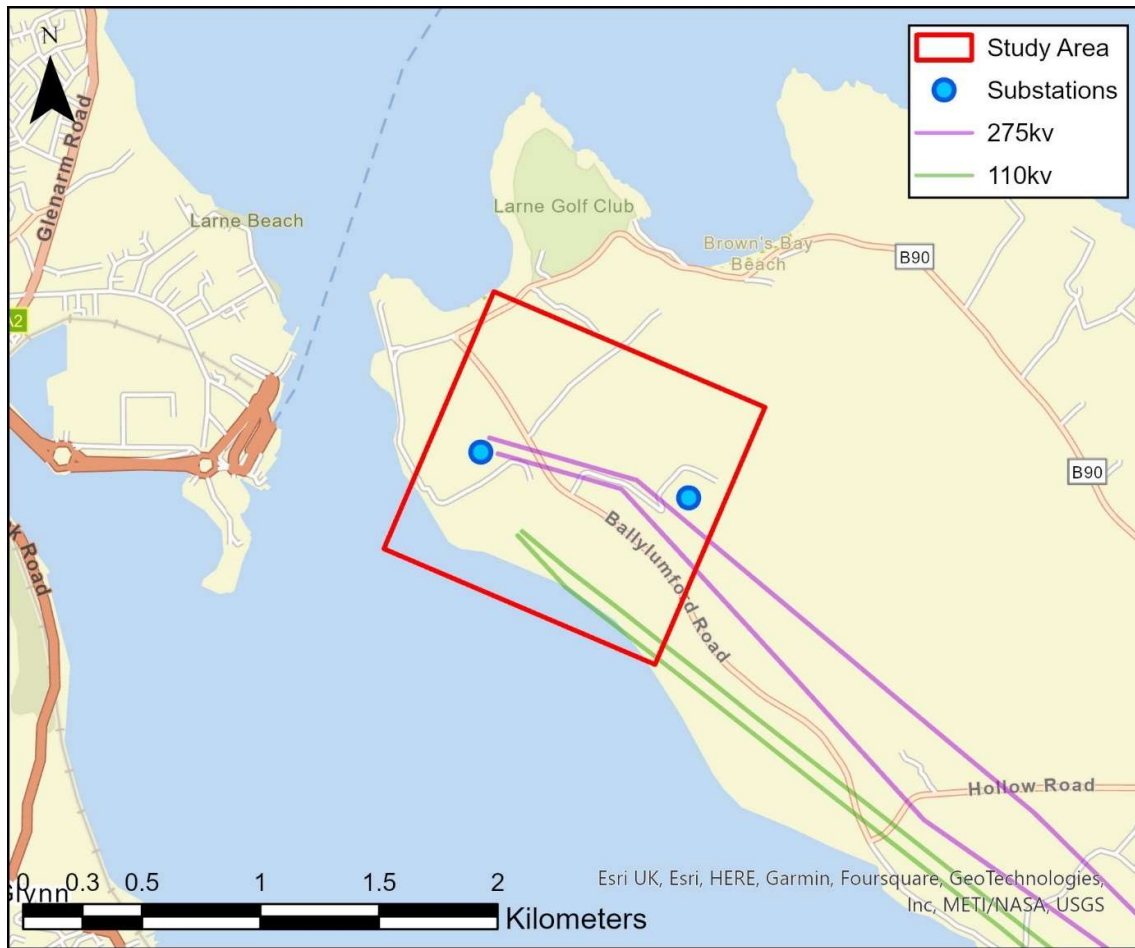 N
Study Area
Substations
275kv
110kv
Glenarm Road
Larne Beach
Larne Golf Club
Brown's Bay
Beach
B90
A2
B90
Ballylumford Road
k Road
Hollow Road
Glynn
0 0.3 0.5 1 1.5 2
Kilometers
Esri UK, Esri, HERE, Garmin, Foursquare, GeoTechnologies,
Inc, METI/NASA, USGS